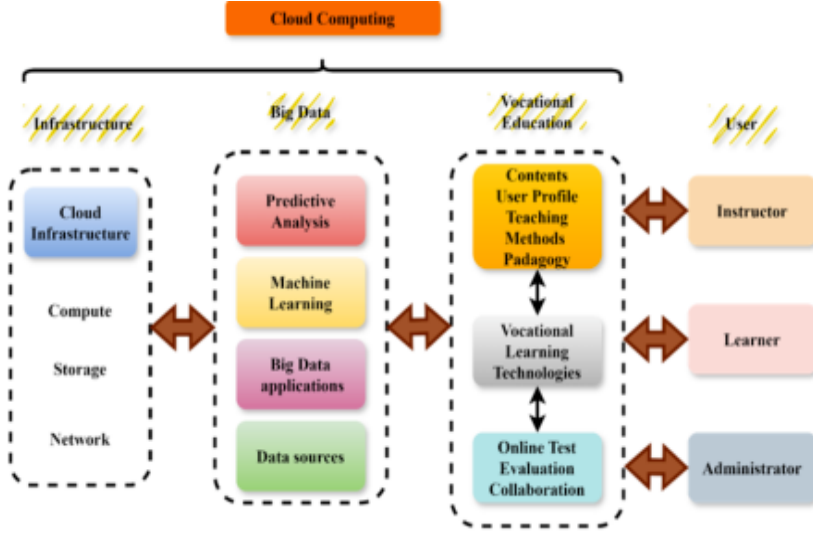 Cloud Computing
Infrastructure
Big Data
Vocational
Education
User
Cloud
Infrastructure
Compute
Storage
Network
Predictive
Analysis
Machine
Learning
Big Data
applications
Data sources
Contents
User Profile
Teaching
Methods
Padagogy
Vocational
Learning
Technologies
Online Test
Evaluation
Collaboration
Instructor
Learner
Administrator